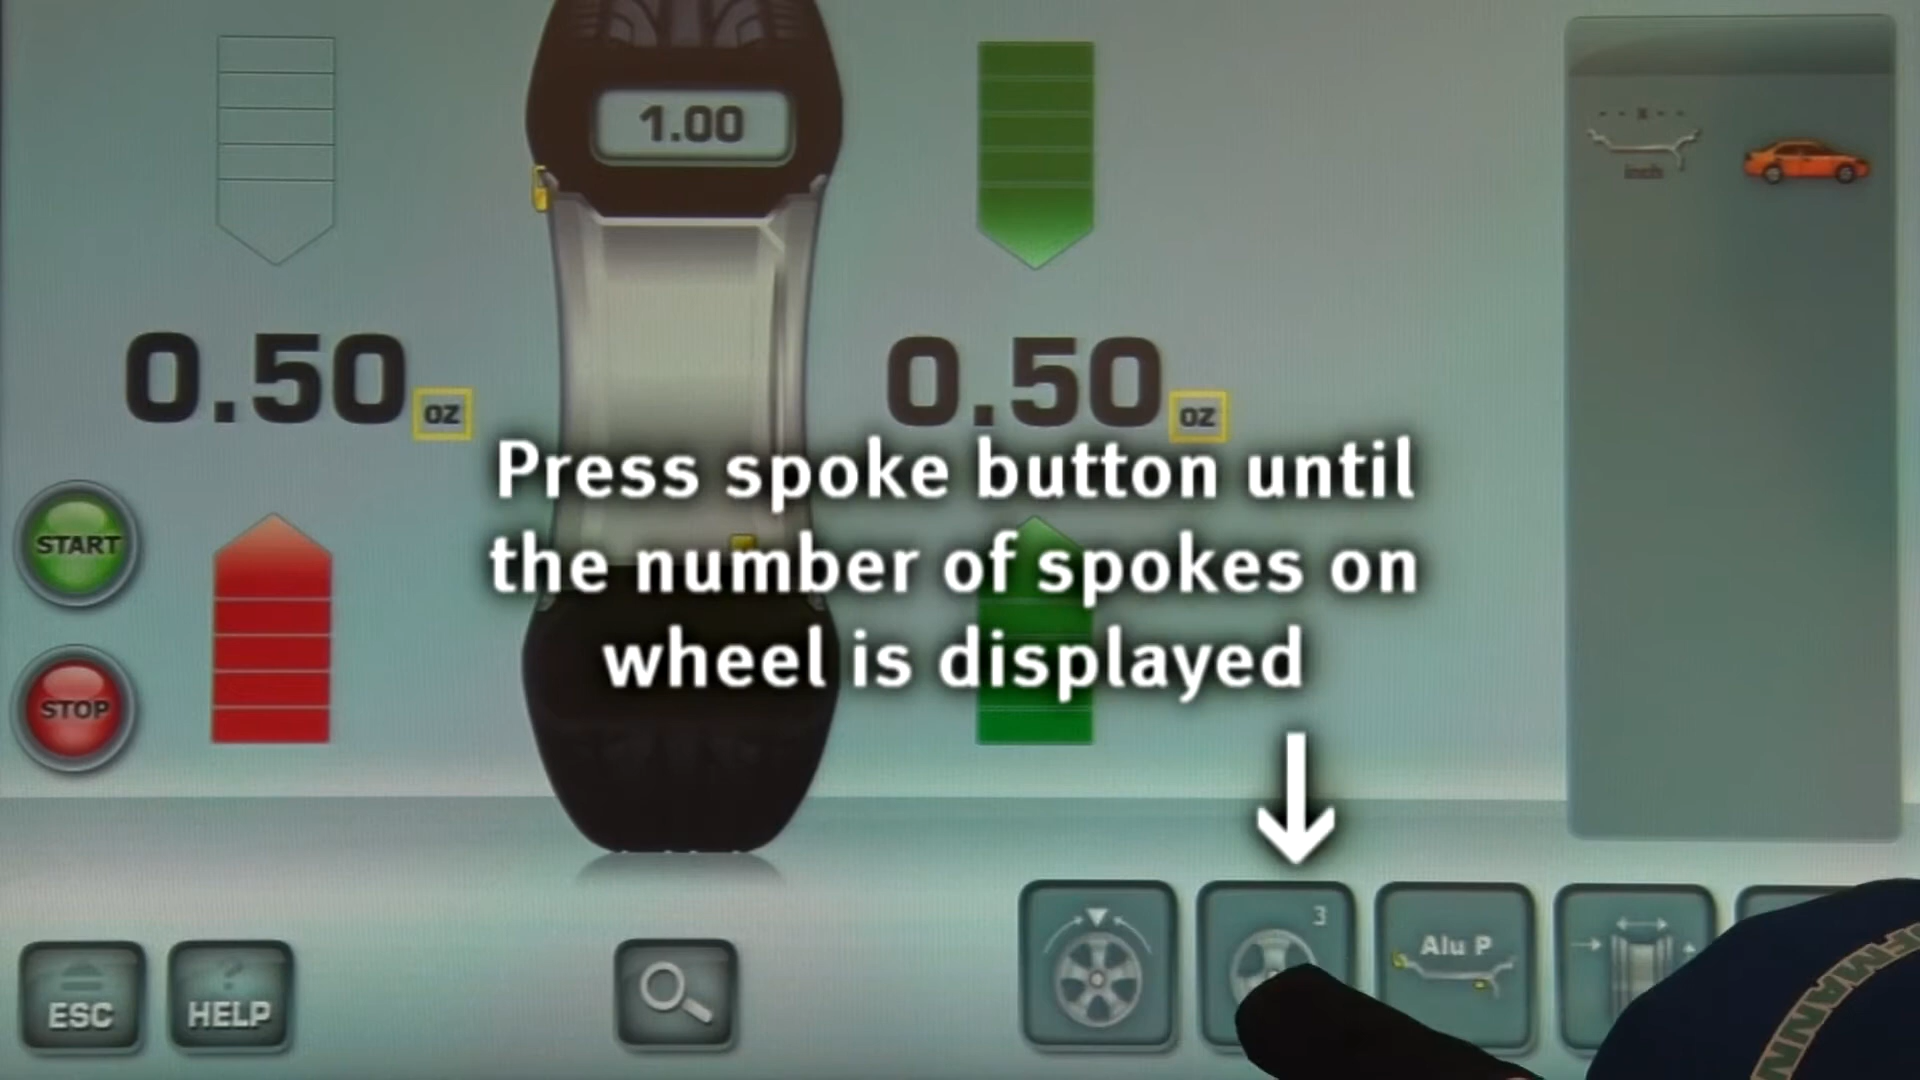 1.00
inch
0.50 oz
0.50 oz
Press spoke button until
the number of spokes on
wheel is displayed
START
STOP
3
Alu P
ESC
? HELP